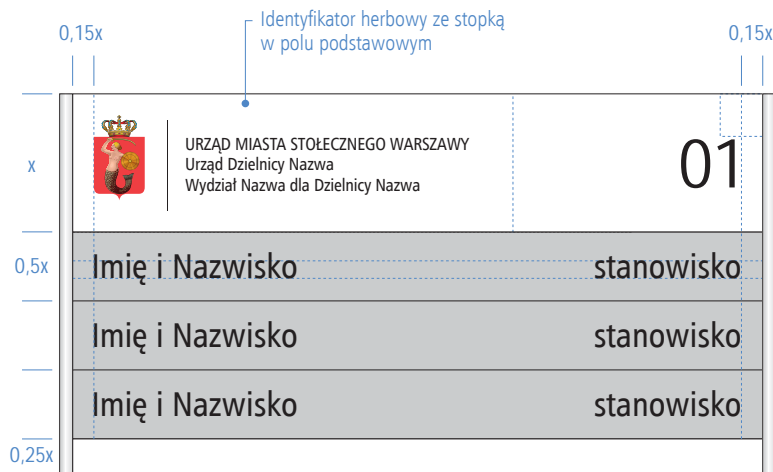 Identyfikator herbowy ze stopką
w polu podstawowym
0,15x
0,15x
x
URZĄD MIASTA STOŁECZNEGO WARSZAWY
Urząd Dzielnicy Nazwa
Wydział Nazwa dla Dzielnicy Nazwa
01
0,5x
Imię i Nazwisko stanowisko
Imię i Nazwisko stanowisko
Imię i Nazwisko stanowisko
0,25x